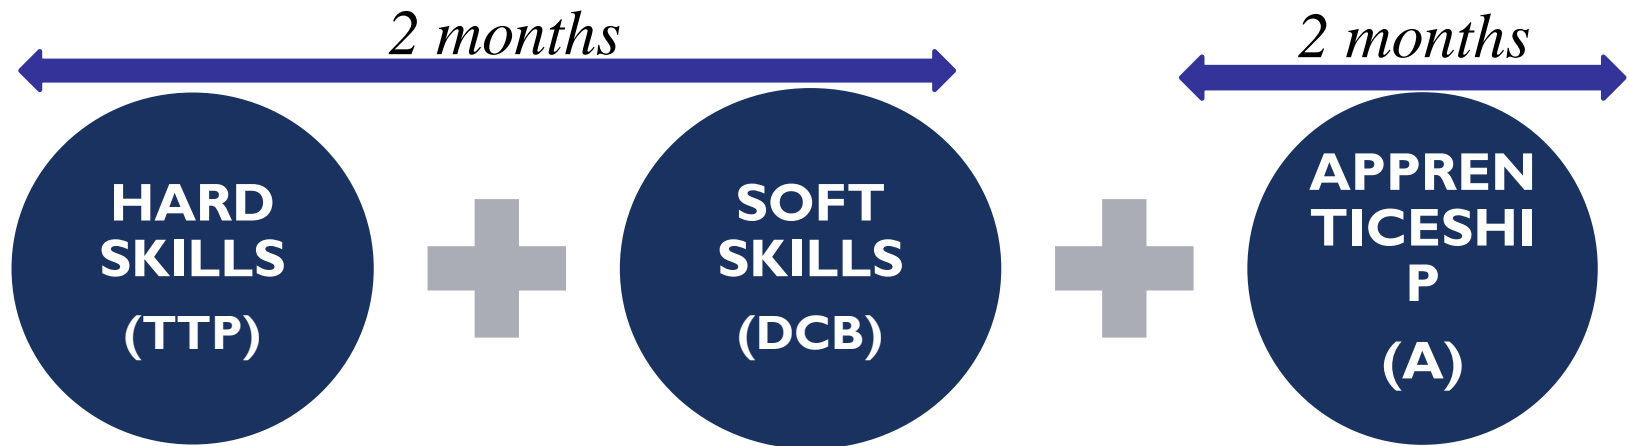 2 months
2 months
HARD
SKILLS
(TTP)
SOFT
SKILLS
(DCB)
APPREN
TICESHI
P
(A)